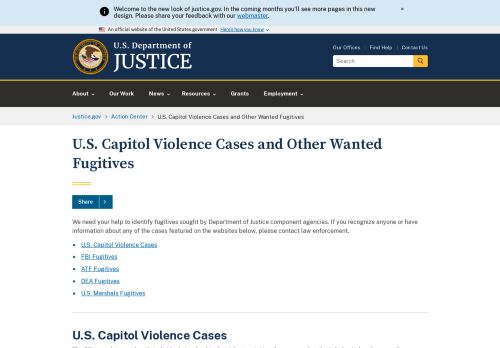 Welcome to the new look of justice.gov. In the coming months you'll see more pages in this new
design. Please share your feedback with our webmaster.
×
An official website of the United States government Here's how you know
U.S. Department of
JUSTICE
Our Offices | Find Help | Contact Us
Search
About
Our Work
News
Resources
Grants
Employment
Justice.gov > Action Center > U.S. Capitol Violence Cases and Other Wanted Fugitives
U.S. Capitol Violence Cases and Other Wanted
Fugitives
Share >
We need your help to identify fugitives sought by Department of Justice component agencies. If you recognize anyone or have
information about any of the cases featured on the websites below, please contact law enforcement.
• U.S. Capitol Violence Cases
• FBI Fugitives
• ATF Fugitives
• DEA Fugitives
• U.S. Marshals Fugitives
U.S. Capitol Violence Cases